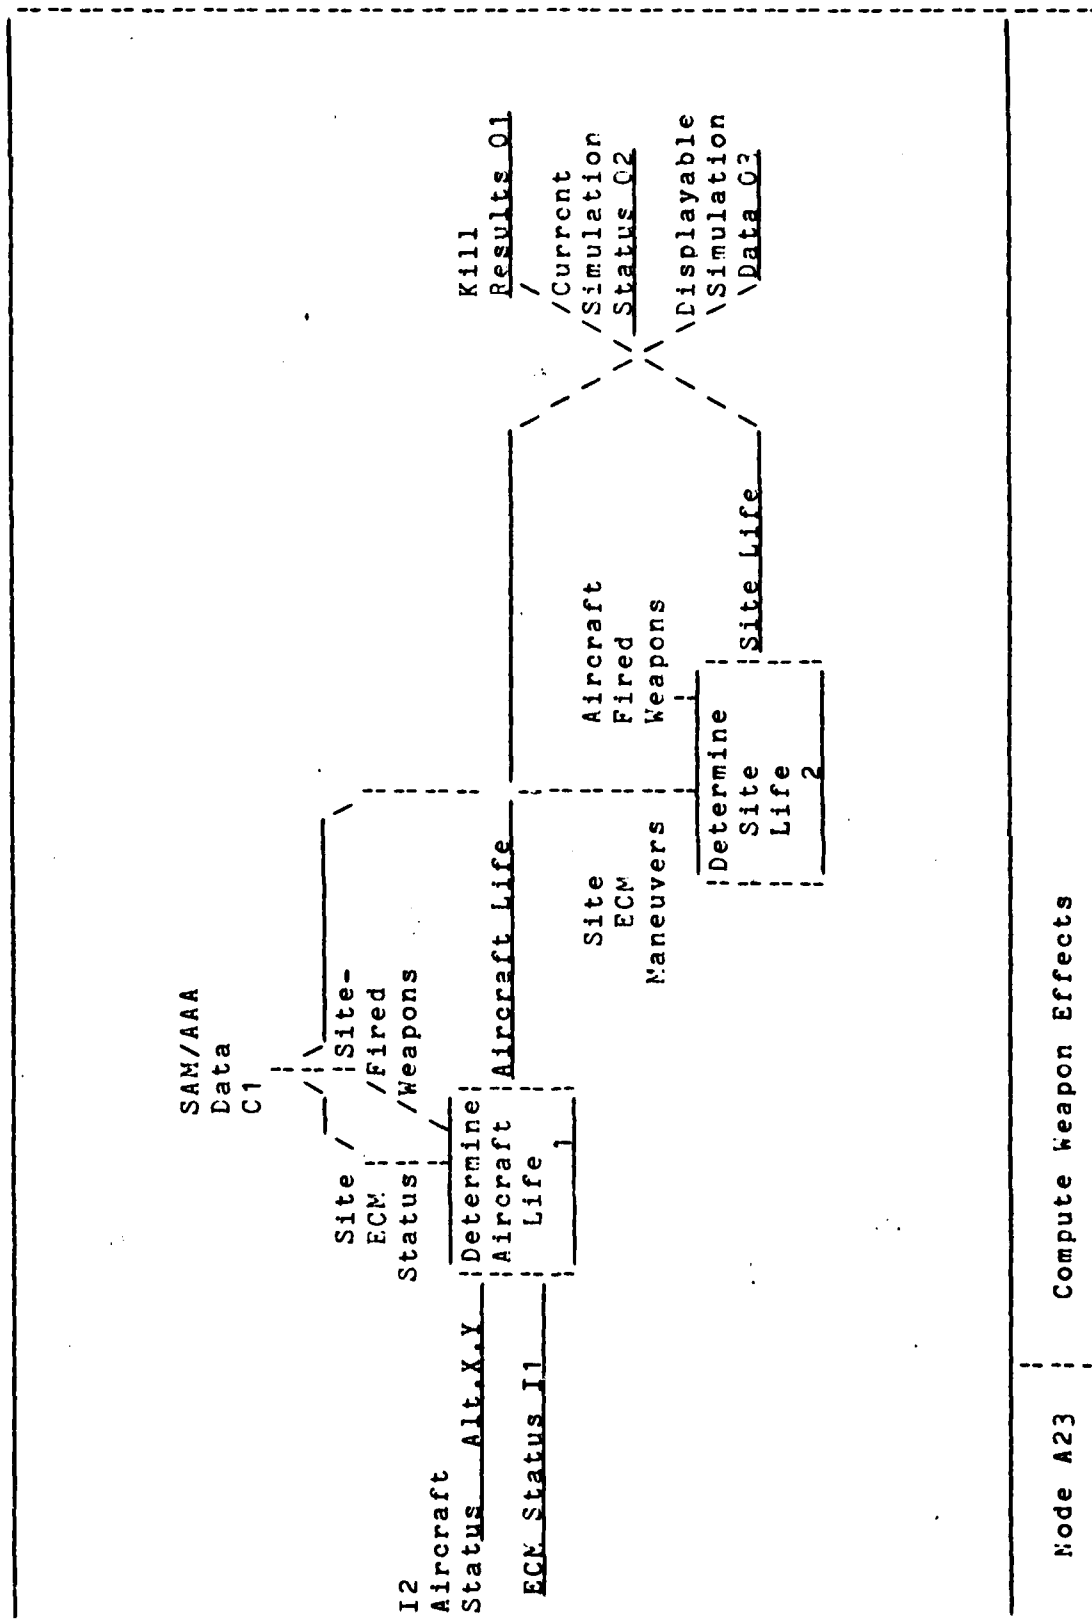 SAM/AAA
Data
C1
Site
ECM
Status
Site-
/Fired
/Weapons
I2
Aircraft
Status Alt.X.Y
ECM Status I1
Determine
Aircraft
Life
1
Aircraft Life
Kill
Results O1
/Current
/Simulation
Status O2
\Displayable
\Simulation
\Data O3
Site
ECM
Maneuvers
Aircraft
Fired
Weapons
Determine
Site
Life
2
Site Life
Node A23
Compute Weapon Effects